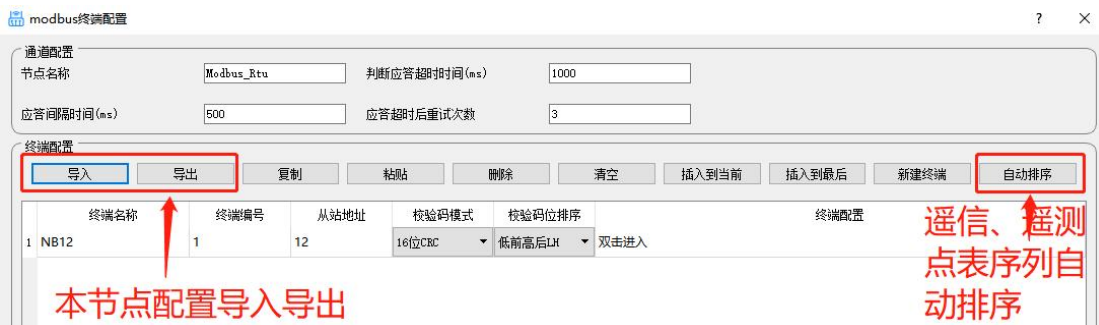 modbus终端配置 ? ×
通道配置
节点名称 Modbus_Rtu 判断应答超时时间(ms) 1000
应答间隔时间(ms) 500 应答超时后重试次数 3
终端配置
导入 导出 复制 粘贴 删除 清空 插入到当前 插入到最后 新建终端 自动排序
终端名称 终端编号 从站地址 校验码模式 校验码位排序 终端配置
1 NB12 1 12 16位CRC 低前高后LH 双击进入
本节点配置导入导出
遥信、遥测
点表序列自
动排序